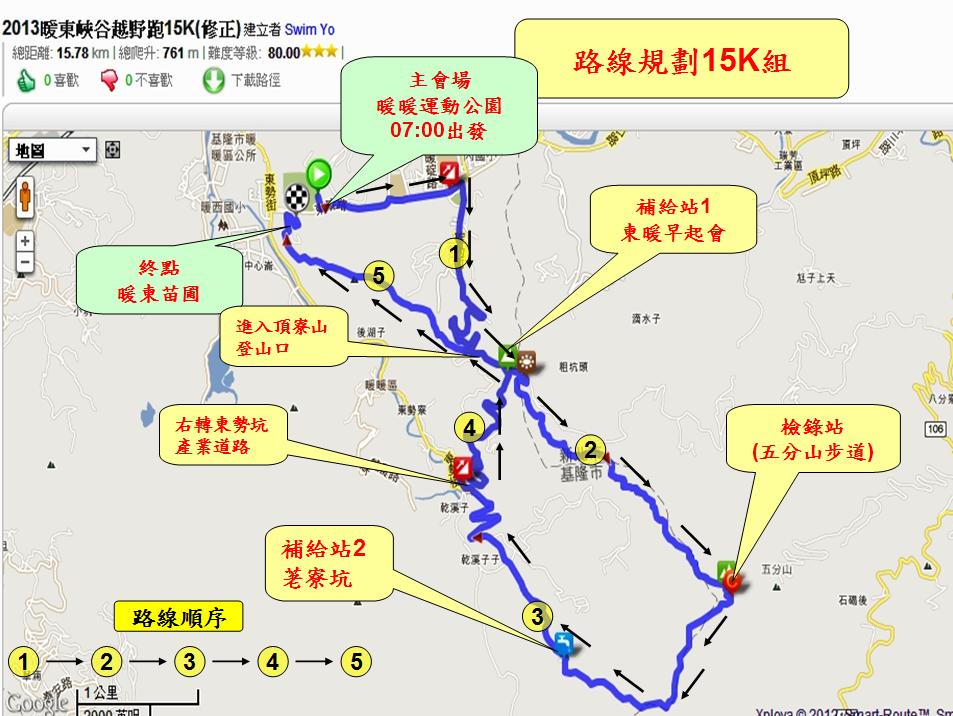 2013暖東峽谷越野跑15K(修正) 建立者 Swim Yo
總距離: 15.78 km | 總爬升: 761 m | 難度等級: 80.00
0 喜歡
0 不喜歡
下載路徑
路線規劃15K組
主會場
暖暖運動公園
07:00出發
地圖
基隆市暖
暖區公所
東勢街
暖西國小
瑞芳
工業區
頂坪
頂坪路
補給站1
東暖早起會
終點
暖東苗圃
中心崙
1
5
旭子上天
滴水子
進入頂寮山
登山口
後湖子
粗坑頭
暖暖區
東勢寮
八分寮
106
右轉東勢坑
產業道路
4
2
基隆市
檢錄站
(五分山步道)
乾溪子
補給站2
荖寮坑
乾溪子子
五分山
石碣後
3
路線順序
1 2 3 4 5
1 公里
2000 英呎
Google
Xplova © 2012 Smart-Route™, Sm